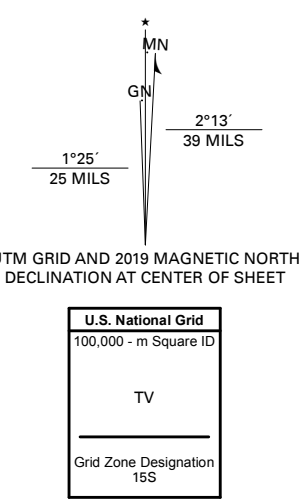 ★
MN
GN
2°13´
39 MILS
1°25´
25 MILS
UTM GRID AND 2019 MAGNETIC NORTH
DECLINATION AT CENTER OF SHEET
U.S. National Grid
100,000 - m Square ID
TV
Grid Zone Designation
15S